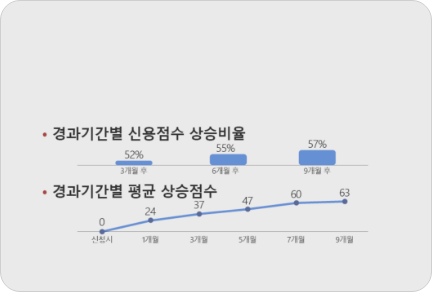 • 경과기간별 신용점수 상승비율
52% 55% 57%
3개월 후 6개월 후 9개월 후
• 경과기간별 평균 상승점수
0 24 37 47 60 63
신청시 1개월 3개월 5개월 7개월 9개월